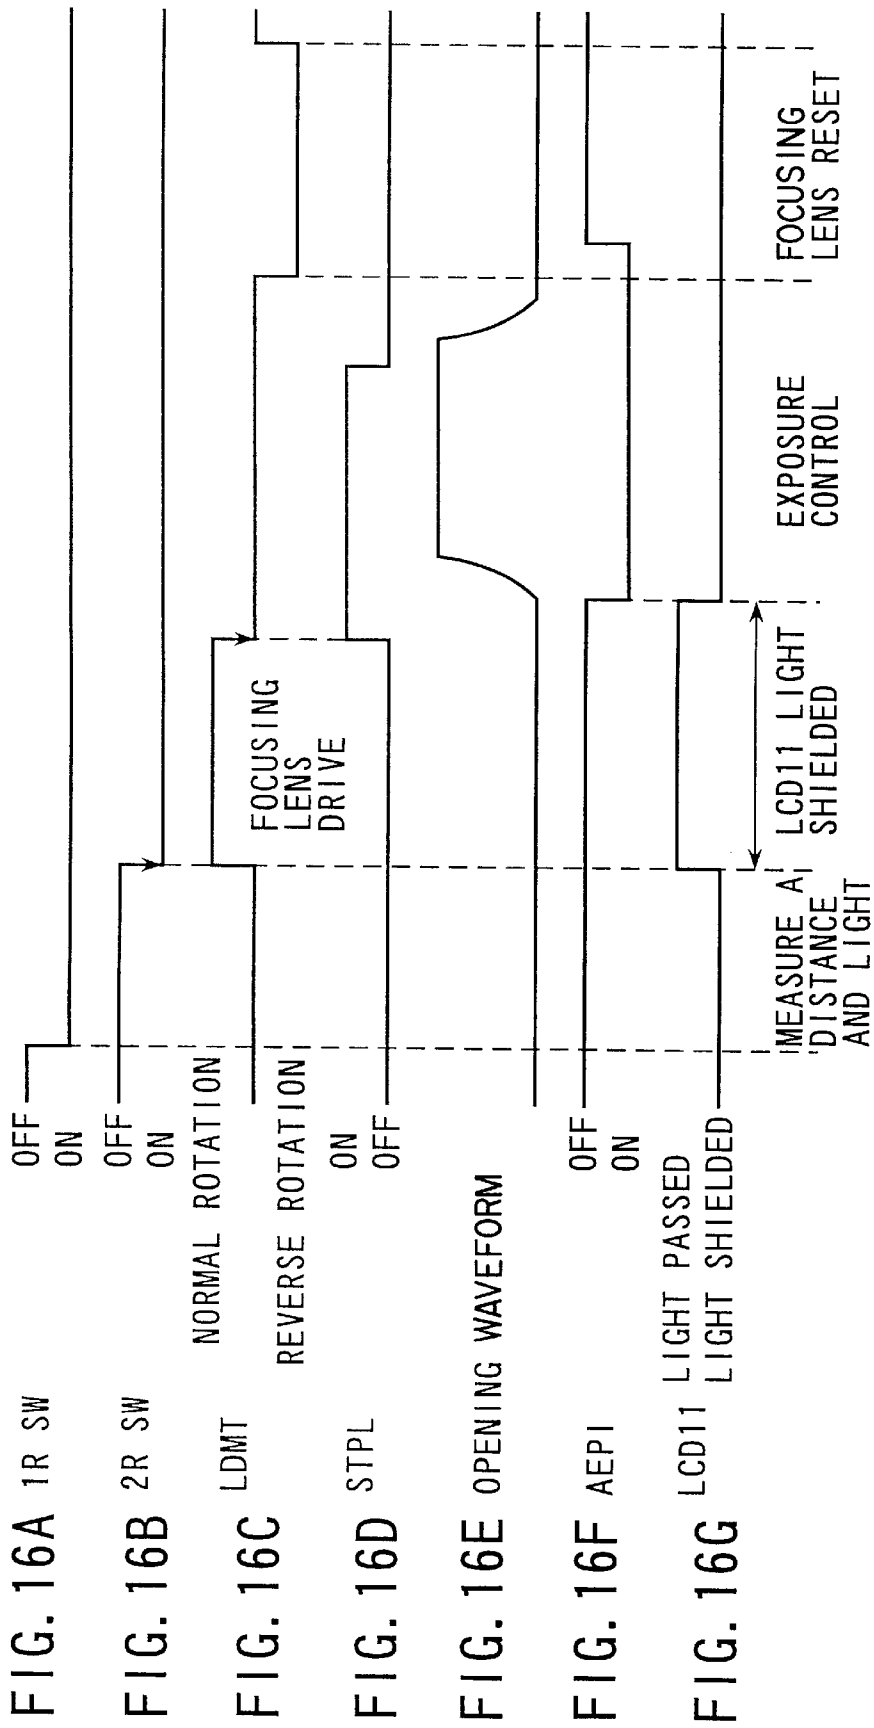 FIG. 16A 1R SW OFF
ON
FIG. 16B 2R SW OFF
ON
FIG. 16C LDMT NORMAL ROTATION
REVERSE ROTATION
FOCUSING
LENS
DRIVE
FIG. 16D STPL ON
OFF
FIG. 16E OPENING WAVEFORM
FIG. 16F AEPI OFF
ON
FIG. 16G LCD11 LIGHT PASSED
LIGHT SHIELDED
MEASURE A
DISTANCE
AND LIGHT
LCD11 LIGHT
SHIELDED
EXPOSURE
CONTROL
FOCUSING
LENS RESET